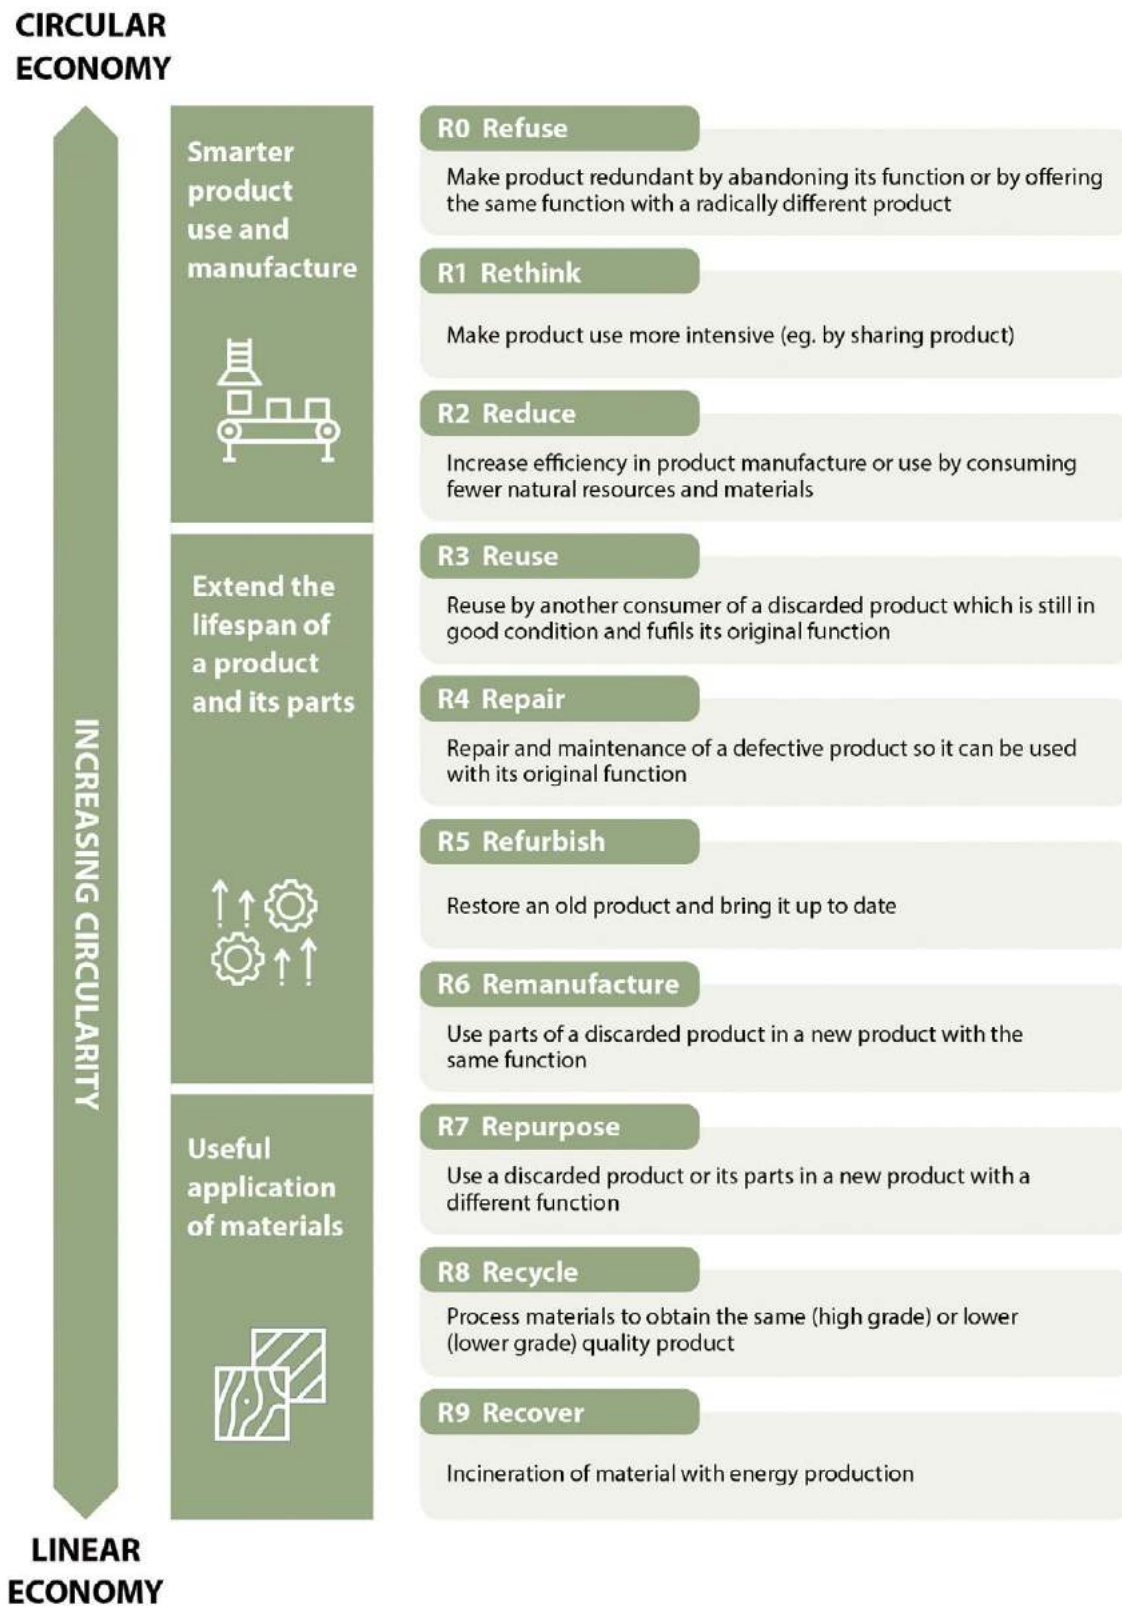 CIRCULAR
ECONOMY
INCREASING CIRCULARITY
Smarter
product
use and
manufacture
R0 Refuse
Make product redundant by abandoning its function or by offering
the same function with a radically different product
R1 Rethink
Make product use more intensive (eg. by sharing product)
R2 Reduce
Increase efficiency in product manufacture or use by consuming
fewer natural resources and materials
Extend the
lifespan of
a product
and its parts
R3 Reuse
Reuse by another consumer of a discarded product which is still in
good condition and fufils its original function
R4 Repair
Repair and maintenance of a defective product so it can be used
with its original function
R5 Refurbish
Restore an old product and bring it up to date
R6 Remanufacture
Use parts of a discarded product in a new product with the
same function
Useful
application
of materials
R7 Repurpose
Use a discarded product or its parts in a new product with a
different function
R8 Recycle
Process materials to obtain the same (high grade) or lower
(lower grade) quality product
R9 Recover
Incineration of material with energy production
LINEAR
ECONOMY